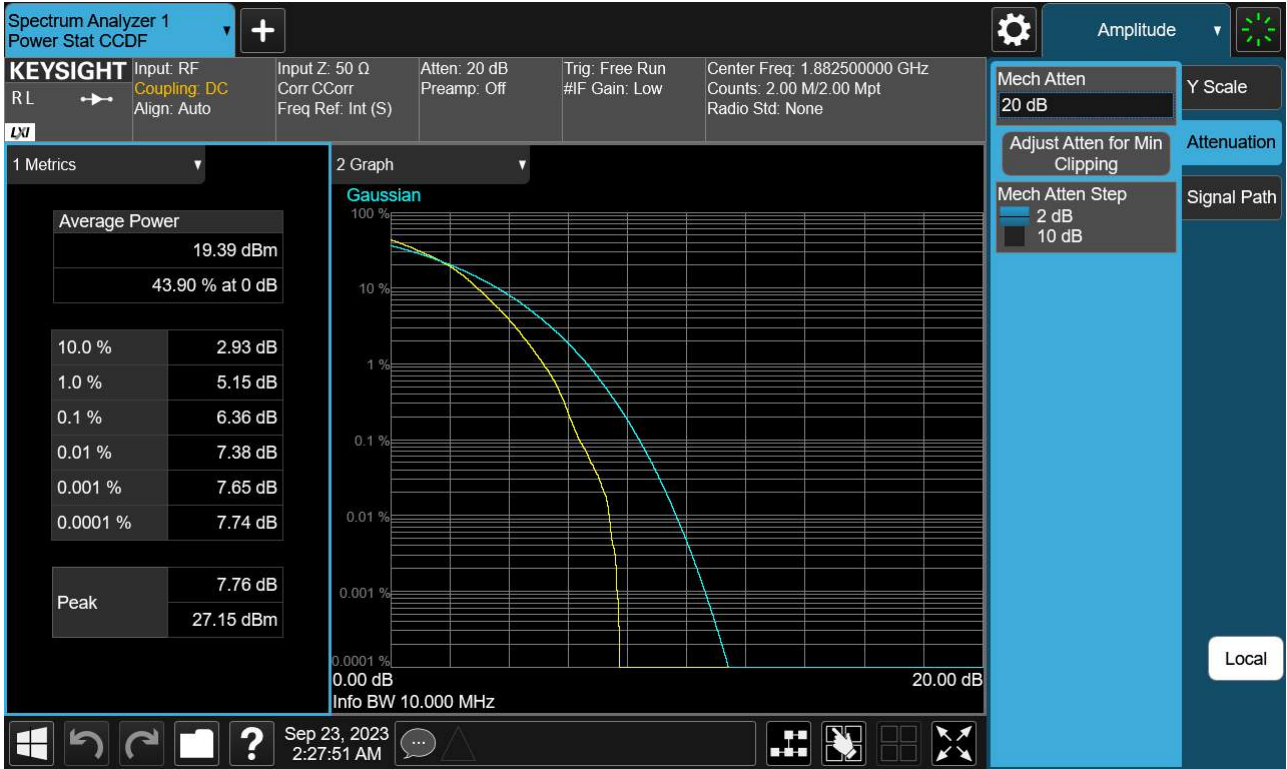 Spectrum Analyzer 1
Power Stat CCDF
+
Amplitude
KEYSIGHT
RL
LXI
Input: RF
Coupling: DC
Align: Auto
Input Z: 50 Ω
Corr CCorr
Freq Ref: Int (S)
Atten: 20 dB
Preamp: Off
Trig: Free Run
#IF Gain: Low
Center Freq: 1.882500000 GHz
Counts: 2.00 M/2.00 Mpt
Radio Std: None
Mech Atten
20 dB
Adjust Atten for Min
Clipping
Mech Atten Step
2 dB
10 dB
Y Scale
Attenuation
Signal Path
Local
1 Metrics
Average Power
19.39 dBm
43.90 % at 0 dB
10.0 % 2.93 dB
1.0 % 5.15 dB
0.1 % 6.36 dB
0.01 % 7.38 dB
0.001 % 7.65 dB
0.0001 % 7.74 dB
Peak
7.76 dB
27.15 dBm
2 Graph
Gaussian
100 %
10 %
1 %
0.1 %
0.01 %
0.001 %
0.0001 %
0.00 dB 20.00 dB
Info BW 10.000 MHz
?
Sep 23, 2023
2:27:51 AM